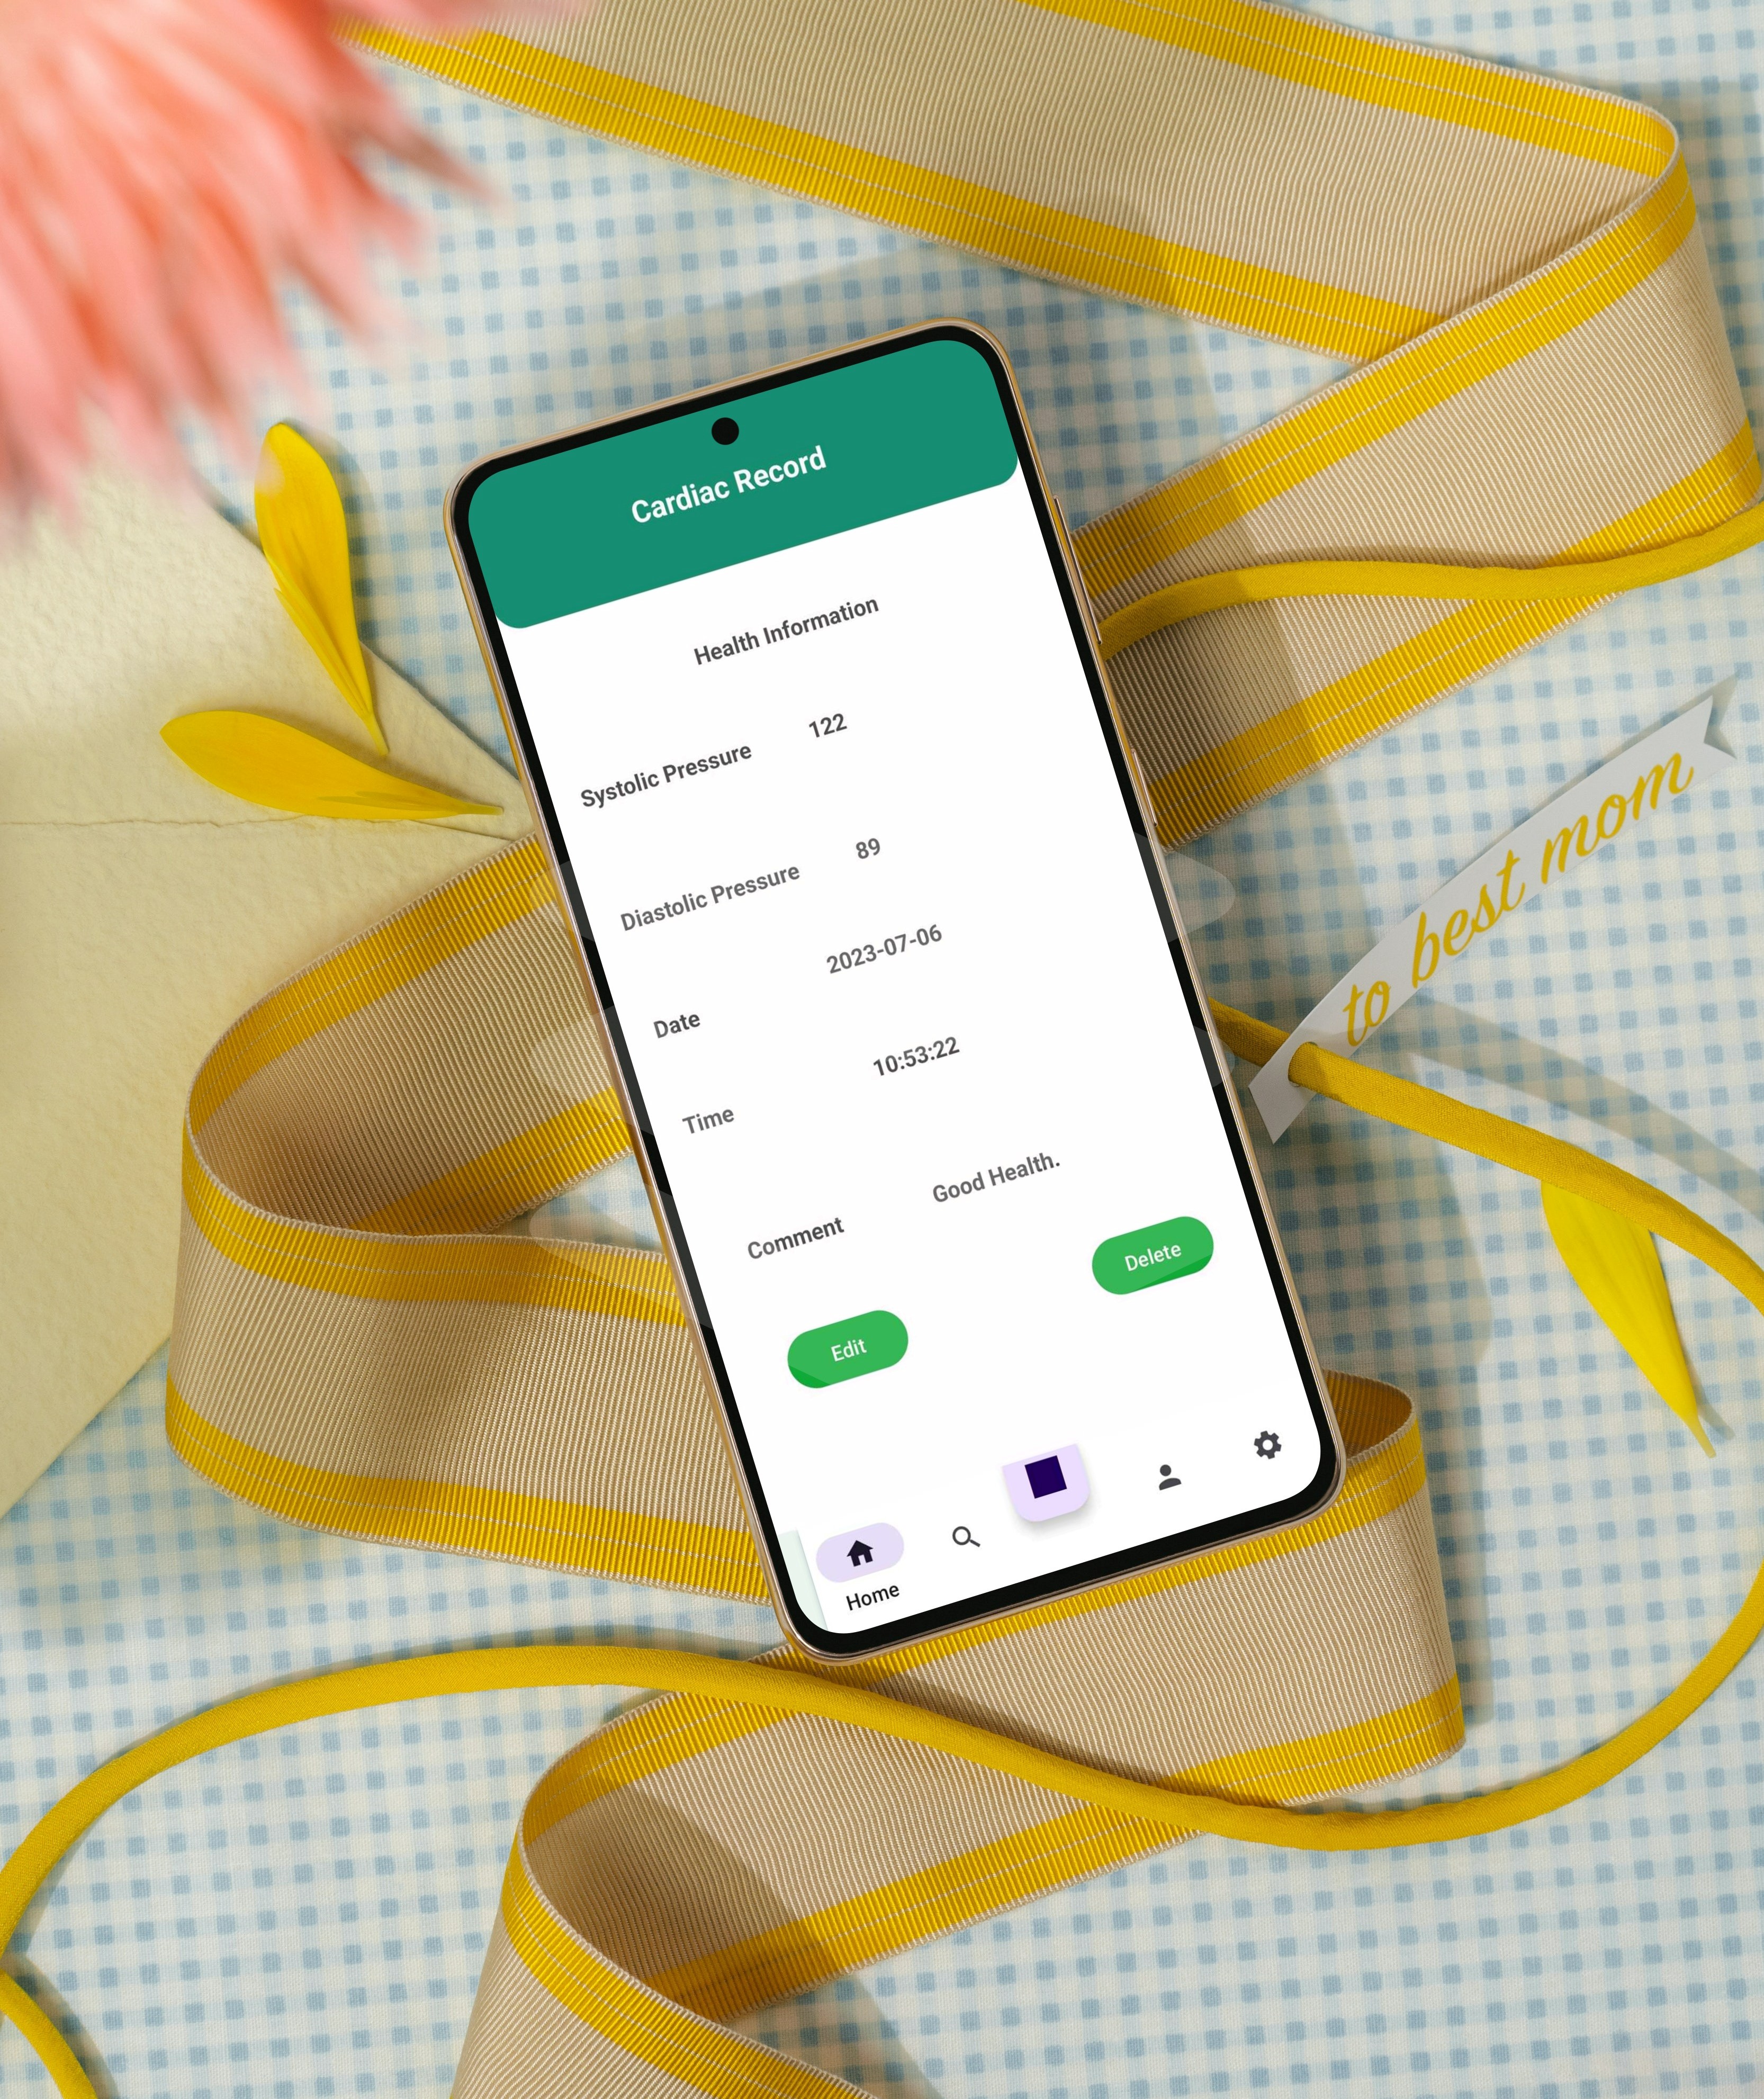 Cardiac Record
Health Information
Systolic Pressure 122
Diastolic Pressure 89
Date 2023-07-06
Time 10:53:22
Comment Good Health.
Edit Delete
Home
to best mom